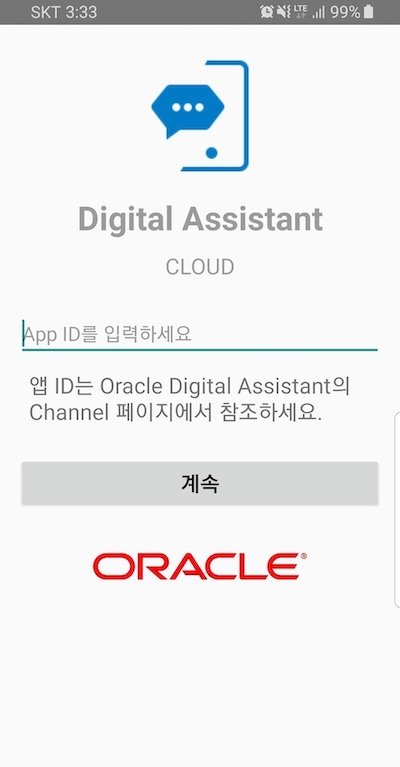 SKT 3:33 LTE 99%
Digital Assistant
CLOUD
App ID를 입력하세요
앱 ID는 Oracle Digital Assistant의
Channel 페이지에서 참조하세요.
계속
ORACLE®